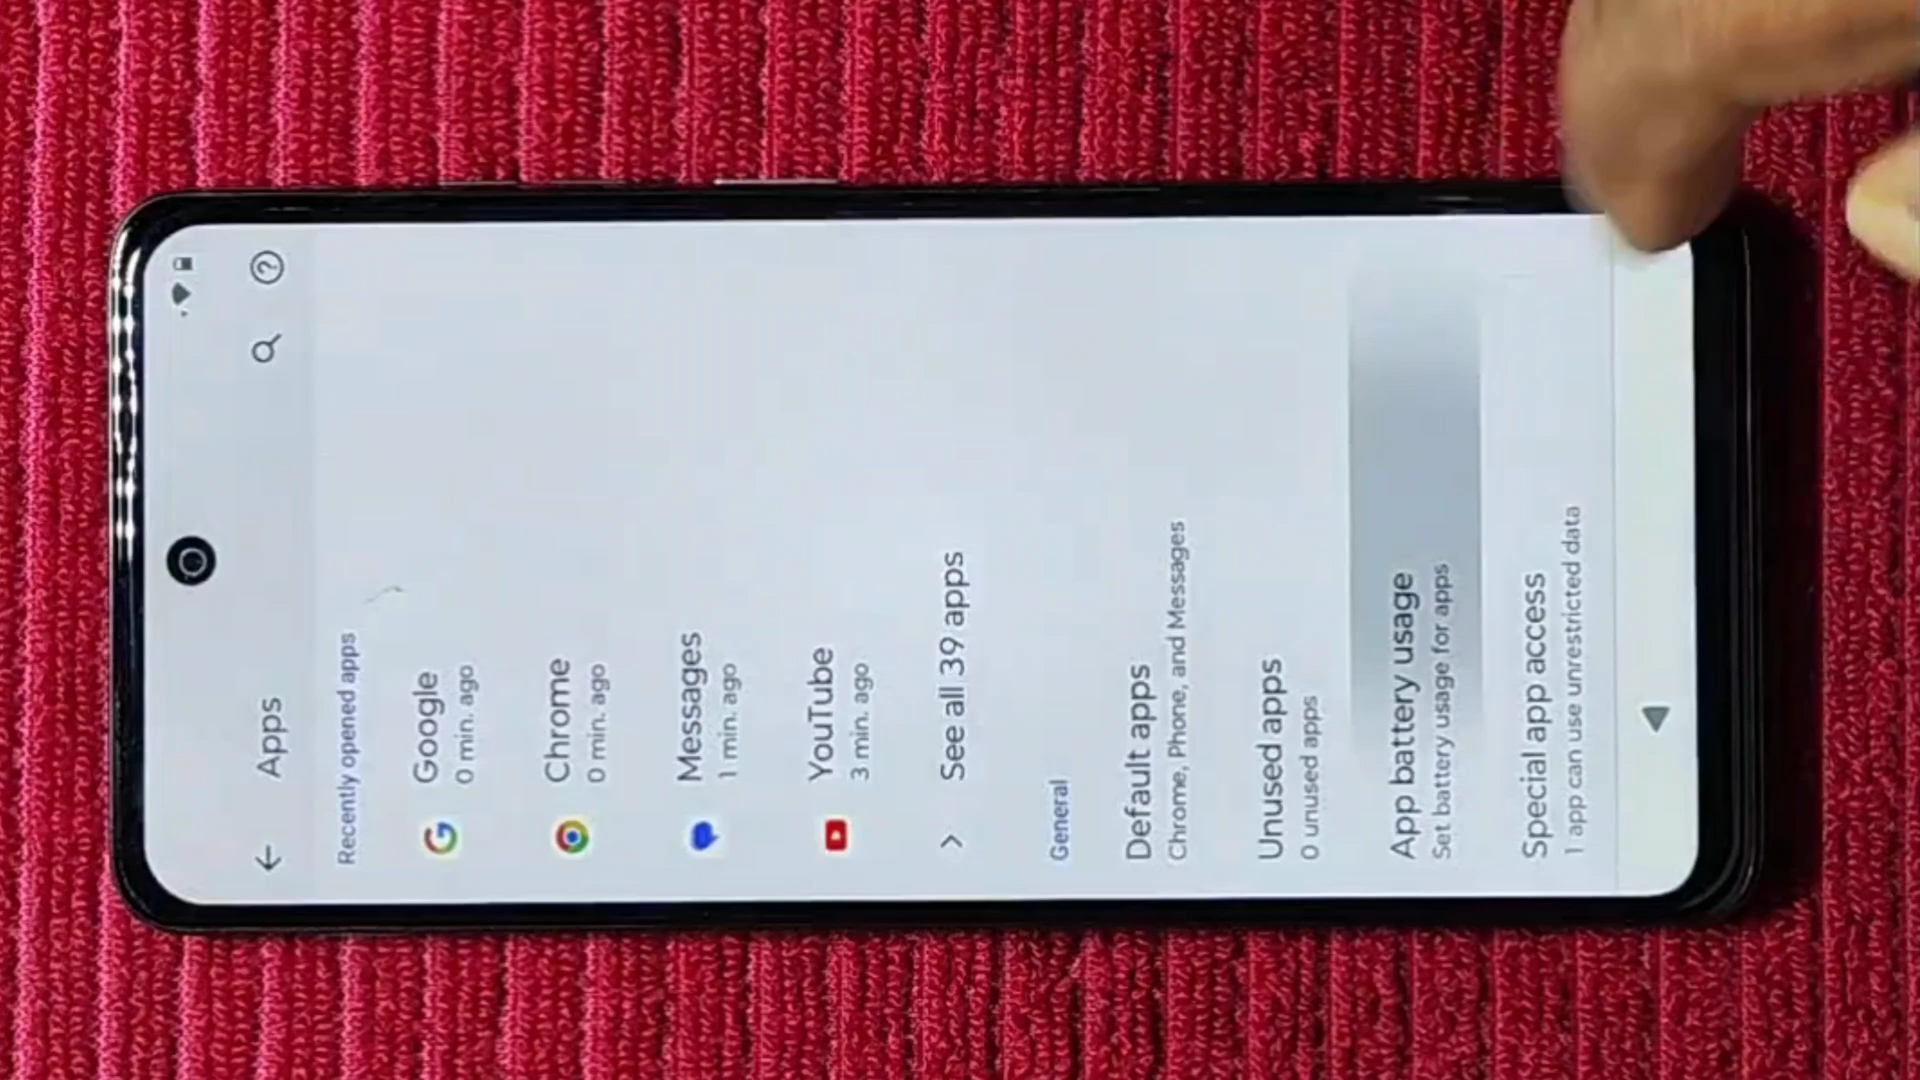 Apps
Recently opened apps
Google
0 min. ago
Chrome
0 min. ago
Messages
1 min. ago
YouTube
3 min. ago
See all 39 apps
General
Default apps
Chrome, Phone, and Messages
Unused apps
0 unused apps
App battery usage
Set battery usage for apps
Special app access
1 app can use unrestricted data